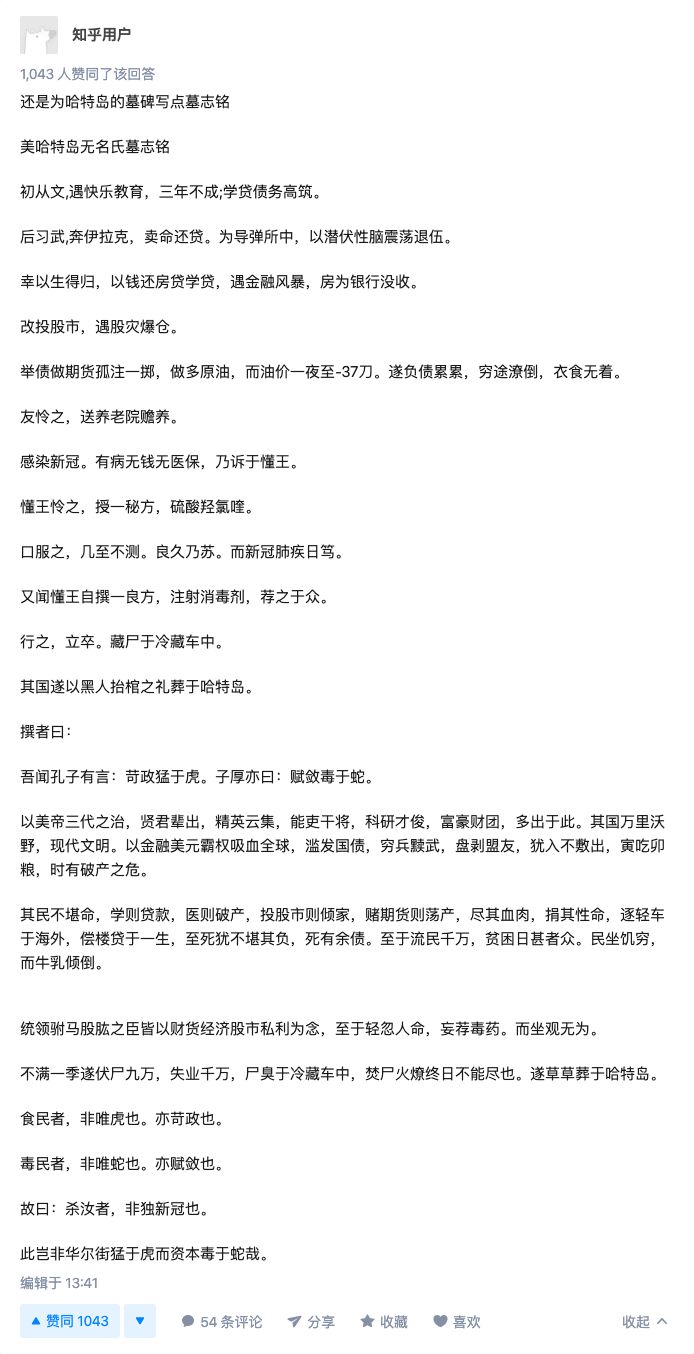 知乎用户
1,043 人赞同了该回答
还是为哈特岛的墓碑写点墓志铭
美哈特岛无名氏墓志铭
初从文,遇快乐教育，三年不成;学贷债务高筑。
后习武,奔伊拉克，卖命还贷。为导弹所中，以潜伏性脑震荡退伍。
幸以生得归，以钱还房贷学贷，遇金融风暴，房为银行没收。
改投股市，遇股灾爆仓。
举债做期货孤注一掷，做多原油，而油价一夜至-37刀。遂负债累累，穷途潦倒，衣食无着。
友怜之，送养老院赡养。
感染新冠。有病无钱无医保，乃诉于懂王。
懂王怜之，授一秘方，硫酸羟氯喹。
口服之，几至不测。良久乃苏。而新冠肺疾日笃。
又闻懂王自撰一良方，注射消毒剂，荐之于众。
行之，立卒。藏尸于冷藏车中。
其国遂以黑人抬棺之礼葬于哈特岛。
撰者曰：
吾闻孔子有言：苛政猛于虎。子厚亦曰：赋敛毒于蛇。
以美帝三代之治，贤君辈出，精英云集，能吏干将，科研才俊，富豪财团，多出于此。其国万里沃
野，现代文明。以金融美元霸权吸血全球，滥发国债，穷兵黩武，盘剥盟友，犹入不敷出，寅吃卯
粮，时有破产之危。
其民不堪命，学则贷款，医则破产，投股市则倾家，赌期货则荡产，尽其血肉，捐其性命，逐轻车
于海外，偿楼贷于一生，至死犹不堪其负，死有余债。至于流民千万，贫困日甚者众。民坐饥穷，
而牛乳倾倒。
统领驸马股肱之臣皆以财货经济股市私利为念，至于轻忽人命，妄荐毒药。而坐观无为。
不满一季遂伏尸九万，失业千万，尸臭于冷藏车中，焚尸火燎终日不能尽也。遂草草葬于哈特岛。
食民者，非唯虎也。亦苛政也。
毒民者，非唯蛇也。亦赋敛也。
故曰：杀汝者，非独新冠也。
此岂非华尔街猛于虎而资本毒于蛇哉。
编辑于 13:41
赞同 1043 54 条评论 分享 收藏 喜欢 收起